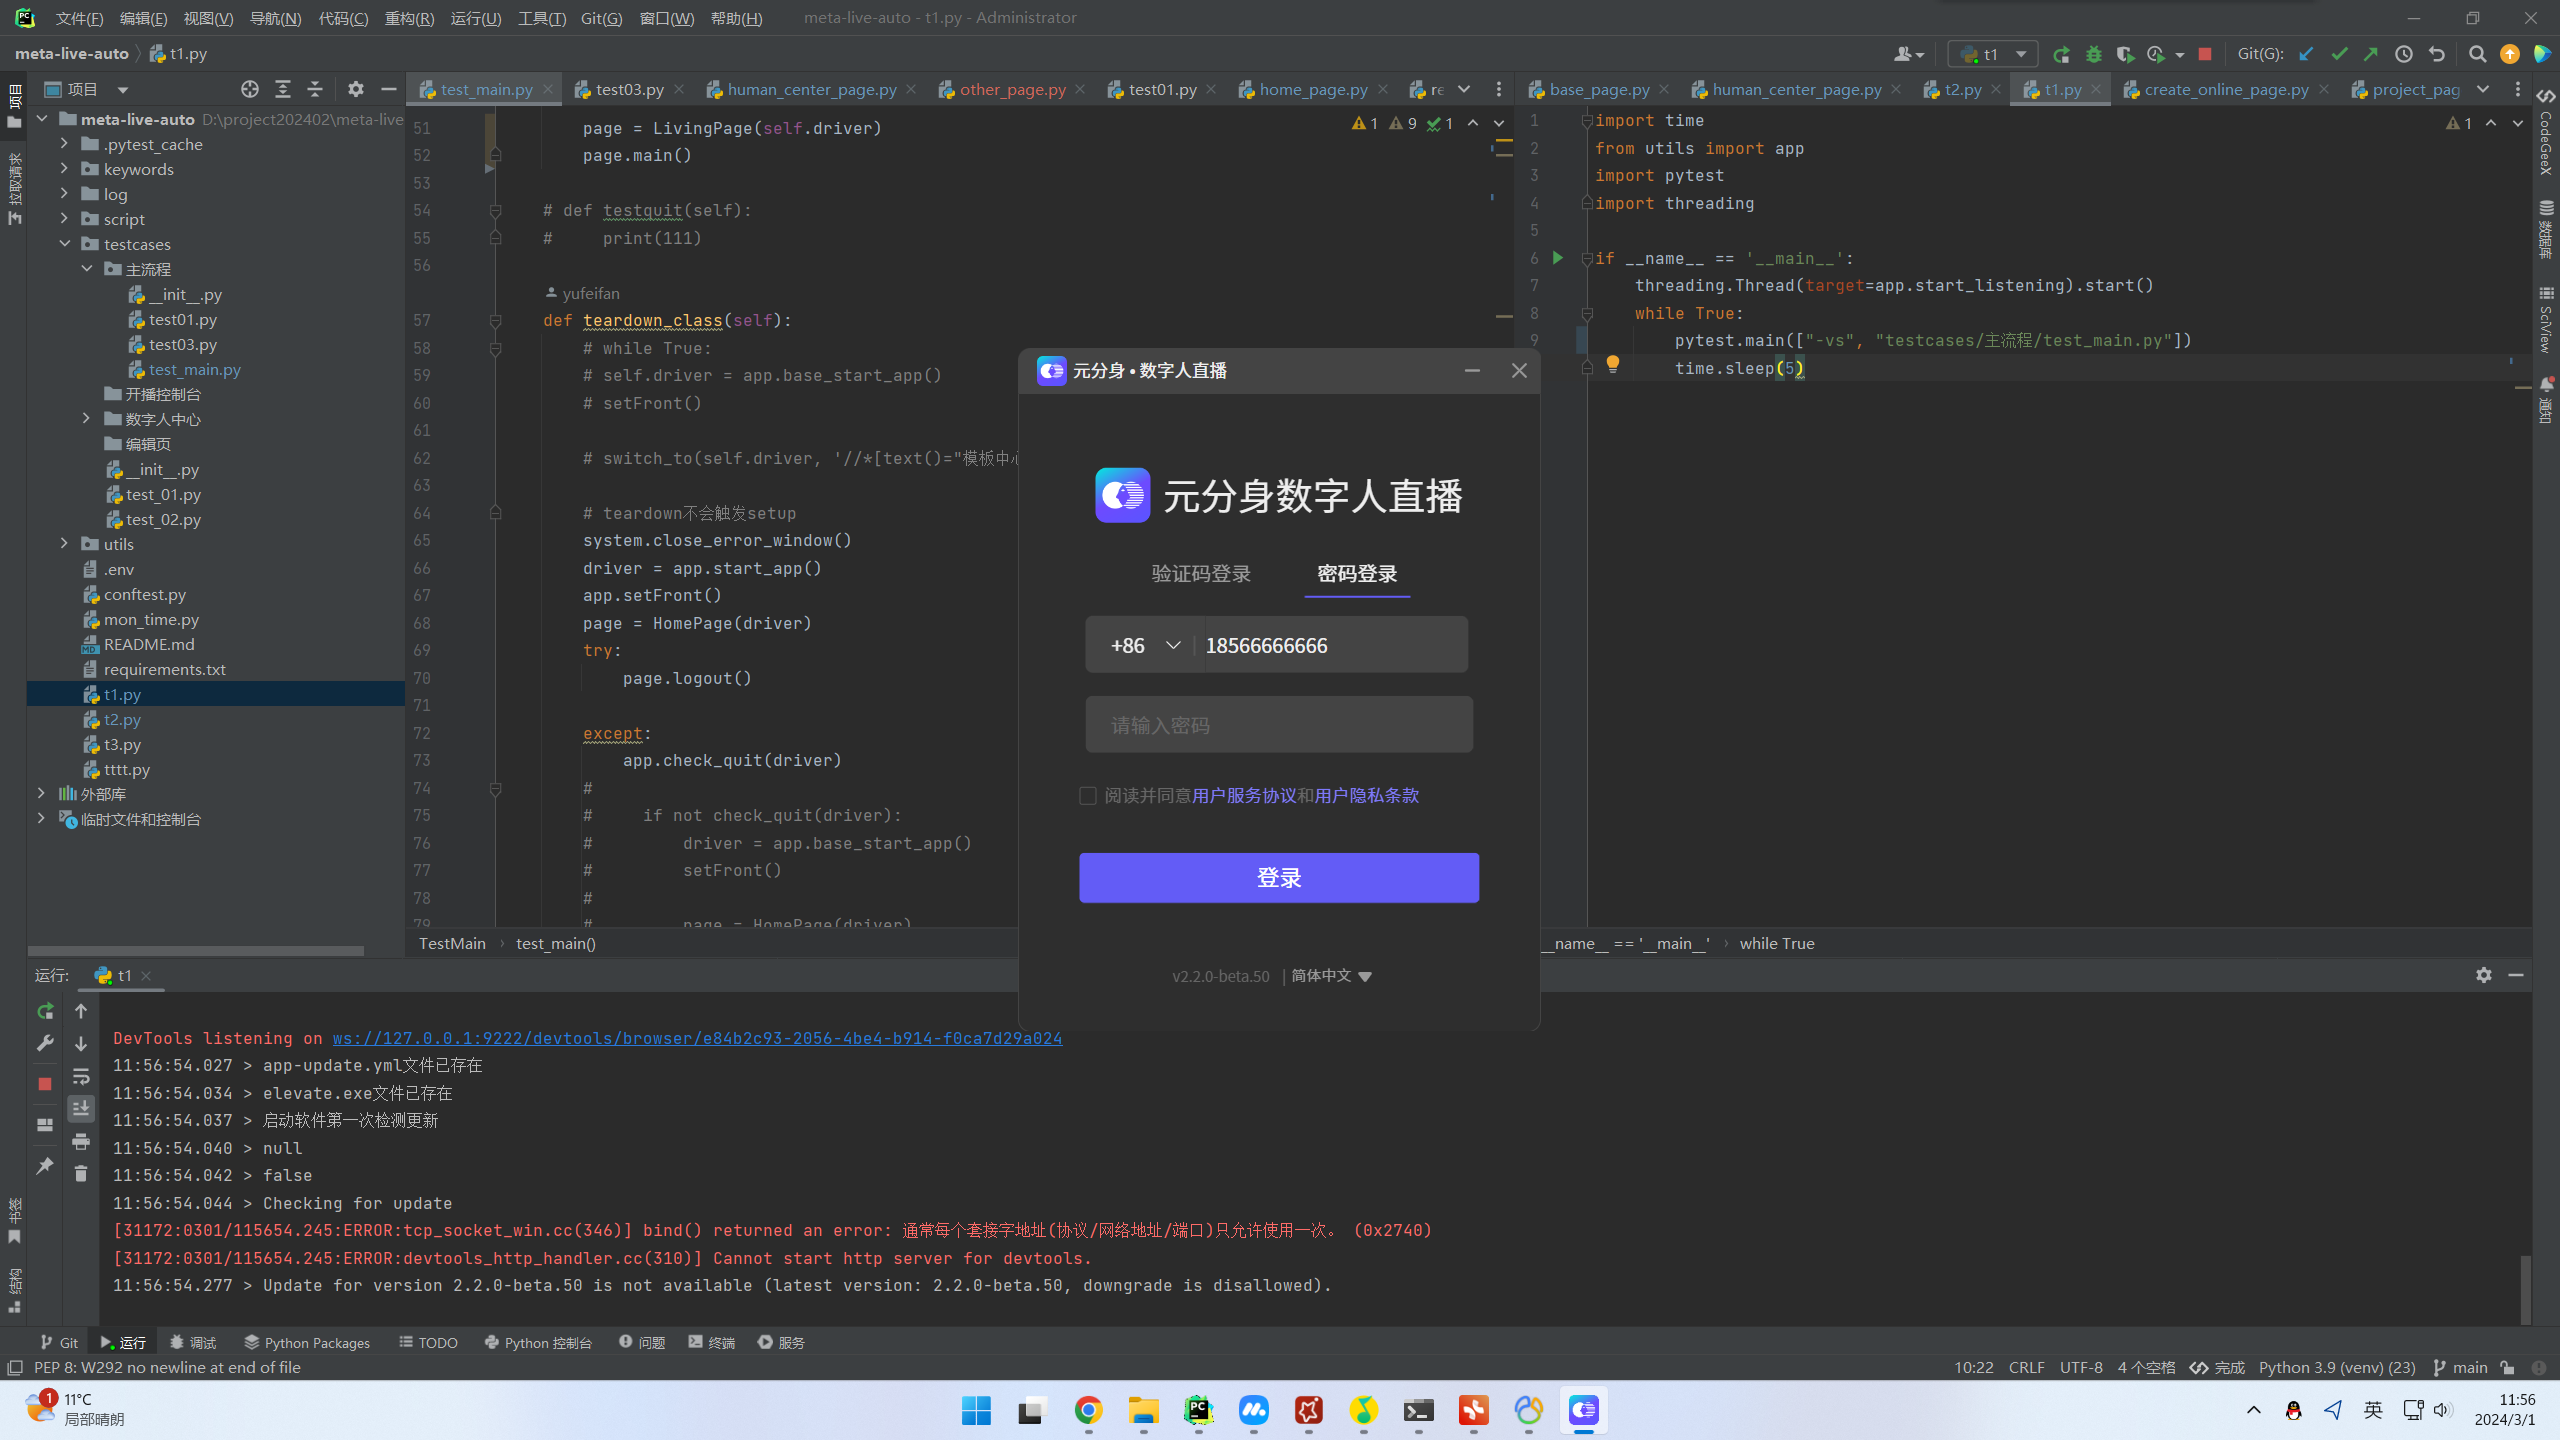 文件(F) 编辑(E) 视图(V) 导航(N) 代码(C) 重构(R) 运行(U) 工具(T) Git(G) 窗口(W) 帮助(H) meta-live-auto - t1.py - Administrator
meta-live-auto t1.py
t1 Git(G):
项目
拉取请求
书签
结构
项目
meta-live-auto D:\project202402\meta-live
.pytest_cache
keywords
log
script
testcases
主流程
__init__.py
test01.py
test03.py
test_main.py
开播控制台
数字人中心
编辑页
__init__.py
test_01.py
test_02.py
utils
.env
conftest.py
mon_time.py
README.md
requirements.txt
t1.py
t2.py
t3.py
tttt.py
外部库
临时文件和控制台
test_main.py test03.py human_center_page.py other_page.py test01.py home_page.py re
1 9 1
51 page = LivingPage(self.driver)
52 page.main()
53
54 # def testquit(self):
55 #     print(111)
56
yufeifan
57 def teardown_class(self):
58 # while True:
59 # self.driver = app.base_start_app()
60 # setFront()
61
62 # switch_to(self.driver, '//*[text()="模板中心
63
64 # teardown不会触发setup
65 system.close_error_window()
66 driver = app.start_app()
67 app.setFront()
68 page = HomePage(driver)
69 try:
70 page.logout()
71
72 except:
73 app.check_quit(driver)
74 #
75 #     if not check_quit(driver):
76 #         driver = app.base_start_app()
77 #         setFront()
78 #
79 #         page = HomePage(driver)
TestMain › test_main()
base_page.py human_center_page.py t2.py t1.py create_online_page.py project_pag
1
1 import time
2 from utils import app
3 import pytest
4 import threading
5
6 if __name__ == '__main__':
7 threading.Thread(target=app.start_listening).start()
8 while True:
9 pytest.main(["-vs", "testcases/主流程/test_main.py"])
time.sleep(5)
__name__ == '__main__' › while True
CodeGeeX
数据库
SciView
通知
元分身•数字人直播
元分身数字人直播
验证码登录 密码登录
+86 18566666666
请输入密码
阅读并同意用户服务协议和用户隐私条款
登录
v2.2.0-beta.50 | 简体中文
运行: t1
DevTools listening on ws://127.0.0.1:9222/devtools/browser/e84b2c93-2056-4be4-b914-f0ca7d29a024
11:56:54.027 > app-update.yml文件已存在
11:56:54.034 > elevate.exe文件已存在
11:56:54.037 > 启动软件第一次检测更新
11:56:54.040 > null
11:56:54.042 > false
11:56:54.044 > Checking for update
[31172:0301/115654.245:ERROR:tcp_socket_win.cc(346)] bind() returned an error: 通常每个套接字地址(协议/网络地址/端口)只允许使用一次。 (0x2740)
[31172:0301/115654.245:ERROR:devtools_http_handler.cc(310)] Cannot start http server for devtools.
11:56:54.277 > Update for version 2.2.0-beta.50 is not available (latest version: 2.2.0-beta.50, downgrade is disallowed).
Git 运行 调试 Python Packages TODO Python 控制台 问题 终端 服务
PEP 8: W292 no newline at end of file 10:22 CRLF UTF-8 4 个空格 完成 Python 3.9 (venv) (23) main
1 11°C
局部晴朗
英
11:56
2024/3/1